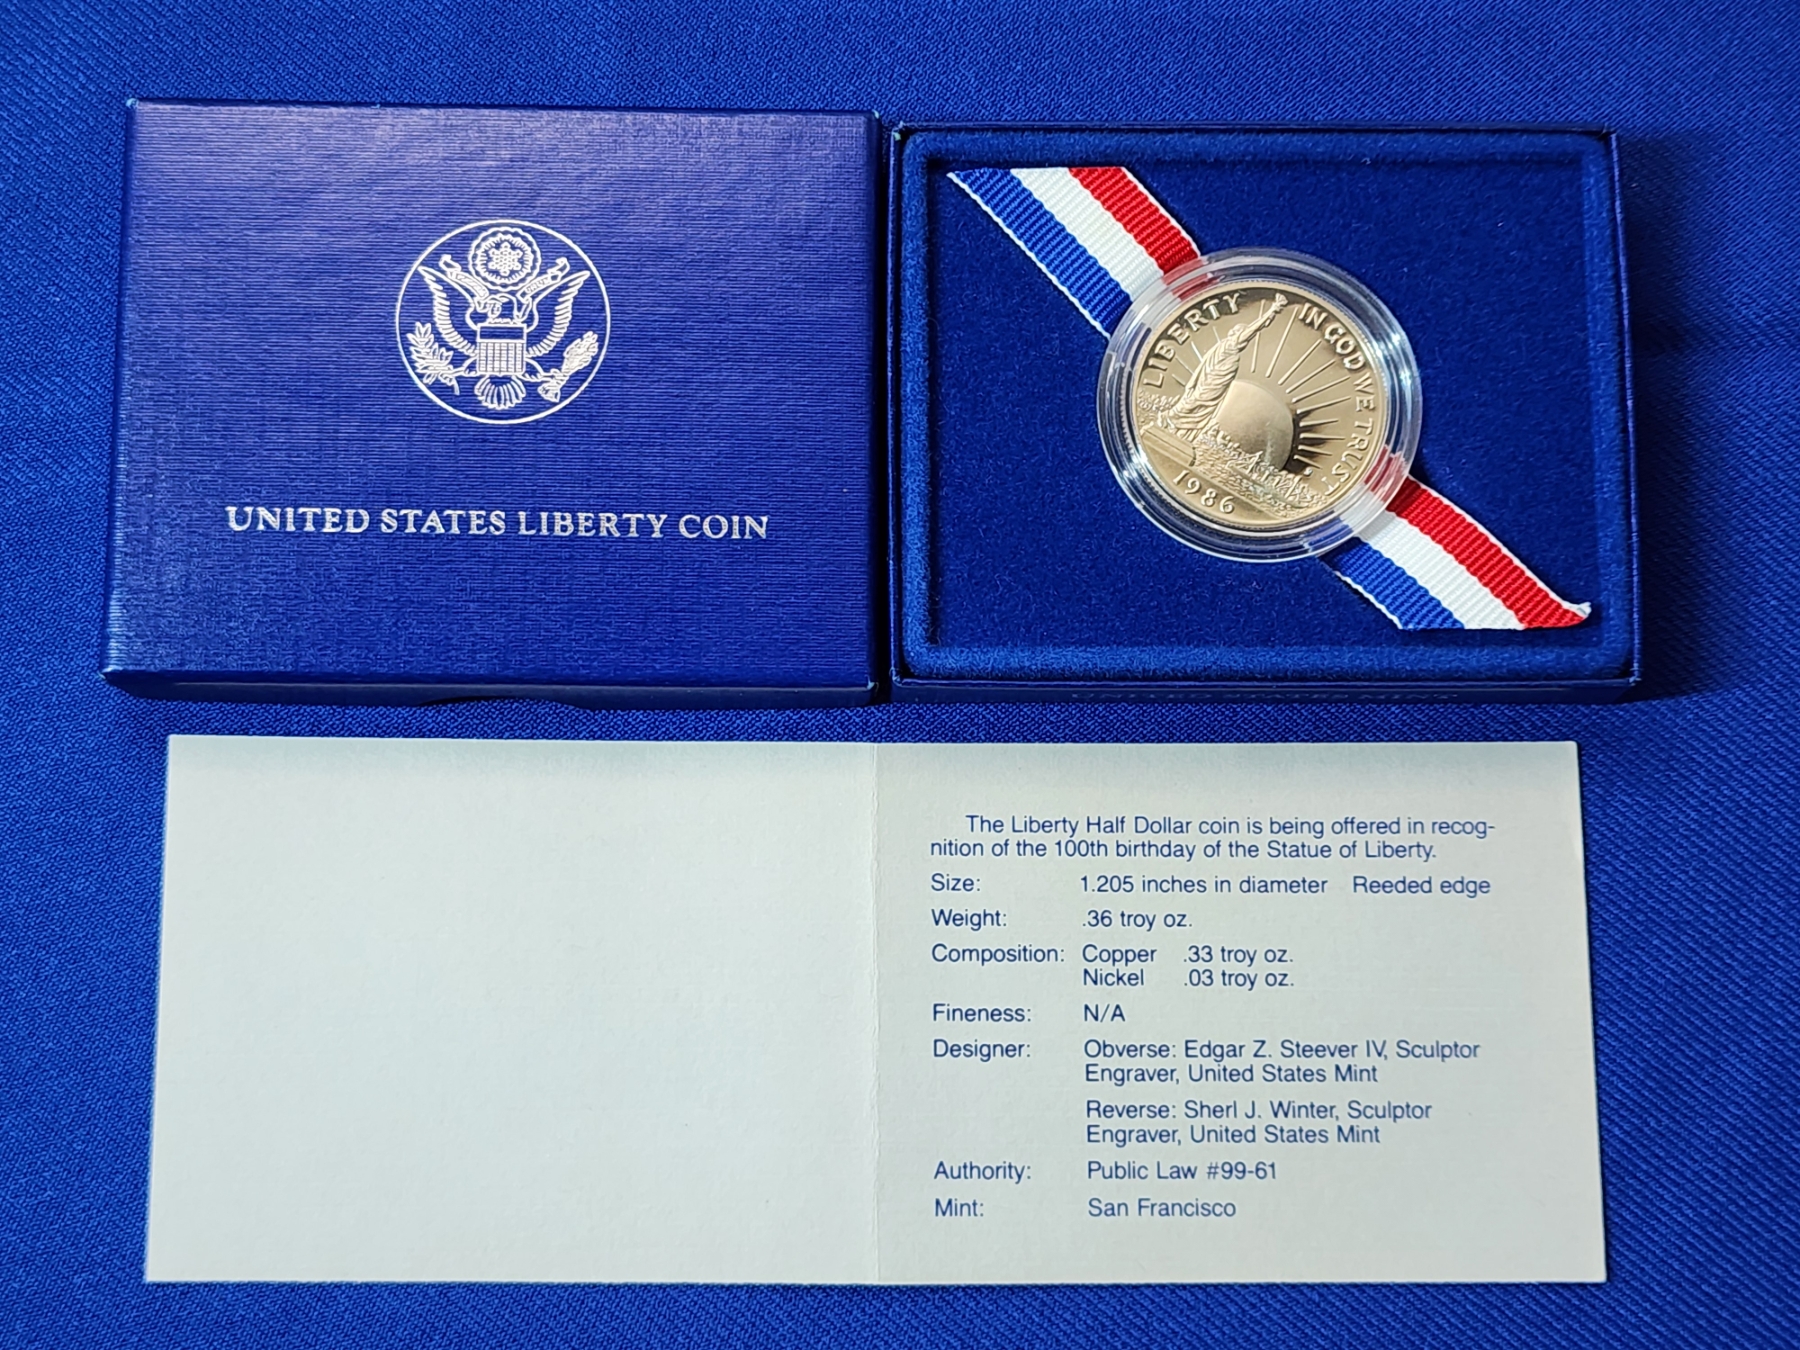 UNITED STATES LIBERTY COIN
LIBERTY
IN GOD WE TRUST
1986
UNITED STATES MINT
The Liberty Half Dollar coin is being offered in recog-
nition of the 100th birthday of the Statue of Liberty.
Size: 1.205 inches in diameter Reeded edge
Weight: .36 troy oz.
Composition: Copper .33 troy oz.
Nickel .03 troy oz.
Fineness: N/A
Designer: Obverse: Edgar Z. Steever IV, Sculptor
Engraver, United States Mint
Reverse: Sherl J. Winter, Sculptor
Engraver, United States Mint
Authority: Public Law #99-61
Mint: San Francisco